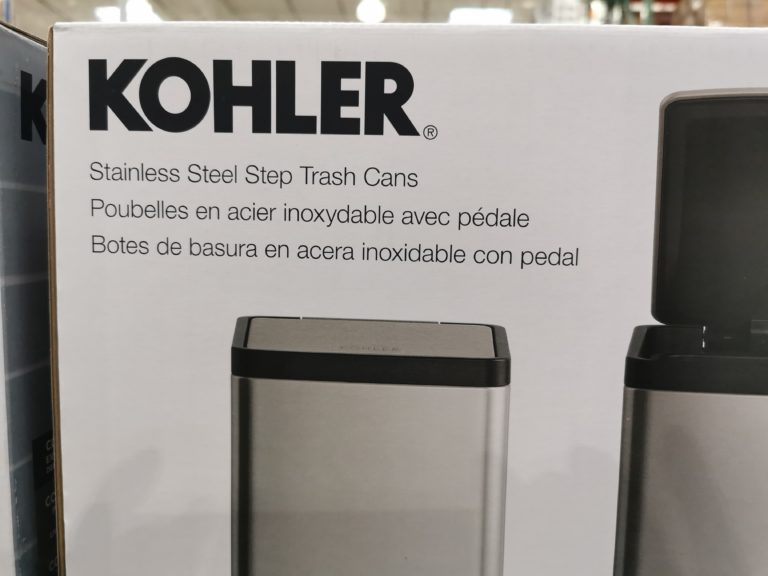 KOHLER®
Stainless Steel Step Trash Cans
Poubelles en acier inoxydable avec pédale
Botes de basura en acera inoxidable con pedal
KOHLER
K